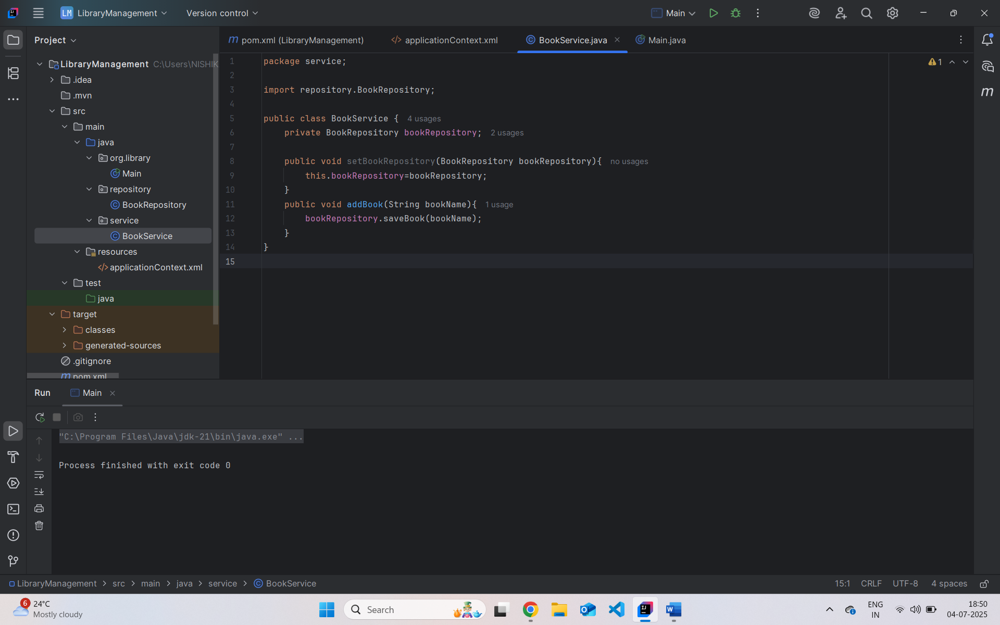 LM LibraryManagement
Version control
Main
Project
LibraryManagement C:\Users\NISHIK
.idea
.mvn
src
main
java
org.library
Main
repository
BookRepository
service
BookService
resources
applicationContext.xml
test
java
target
classes
generated-sources
.gitignore
pom.xml
pom.xml (LibraryManagement)
applicationContext.xml
BookService.java
Main.java
1
1 package service;
2
3 import repository.BookRepository;
4
5 public class BookService { 4 usages
6 private BookRepository bookRepository; 2 usages
7
8 public void setBookRepository(BookRepository bookRepository){ no usages
9 this.bookRepository=bookRepository;
10 }
11 public void addBook(String bookName){ 1 usage
12 bookRepository.saveBook(bookName);
13 }
14 }
15
Run Main
"C:\Program Files\Java\jdk-21\bin\java.exe" ...
Process finished with exit code 0
LibraryManagement > src > main > java > service > BookService
15:1 CRLF UTF-8 4 spaces
6
24°C
Mostly cloudy
Search
ENG
IN
18:50
04-07-2025